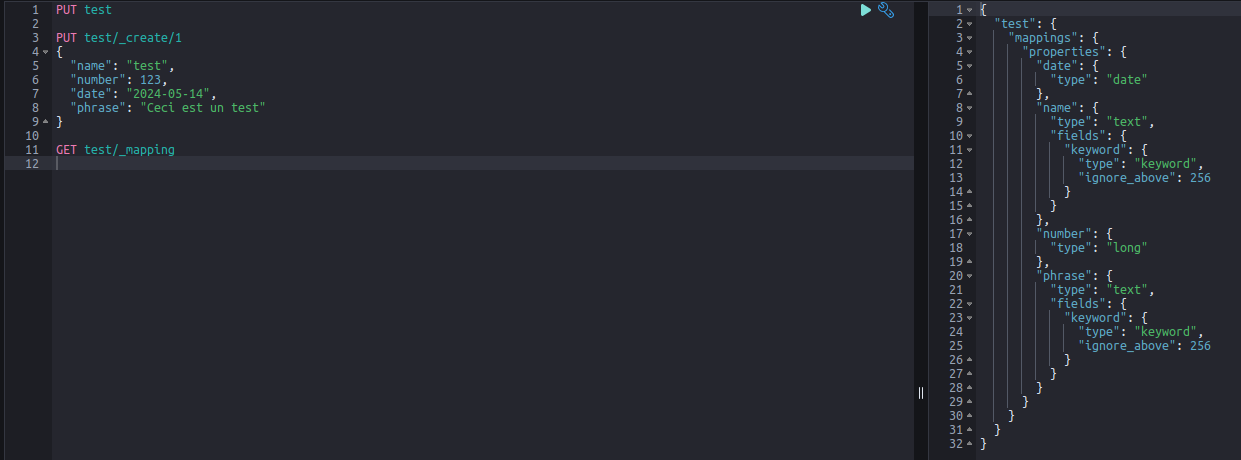 1 PUT test
2
3 PUT test/_create/1
4 {
5   "name": "test",
6   "number": 123,
7   "date": "2024-05-14",
8   "phrase": "Ceci est un test"
9 }
10
11 GET test/_mapping
12
1 {
2   "test": {
3     "mappings": {
4       "properties": {
5         "date": {
6           "type": "date"
7         },
8         "name": {
9           "type": "text",
10           "fields": {
11             "keyword": {
12               "type": "keyword",
13               "ignore_above": 256
14             }
15           }
16         },
17         "number": {
18           "type": "long"
19         },
20         "phrase": {
21           "type": "text",
22           "fields": {
23             "keyword": {
24               "type": "keyword",
25               "ignore_above": 256
26             }
27           }
28         }
29       }
30     }
31   }
32 }